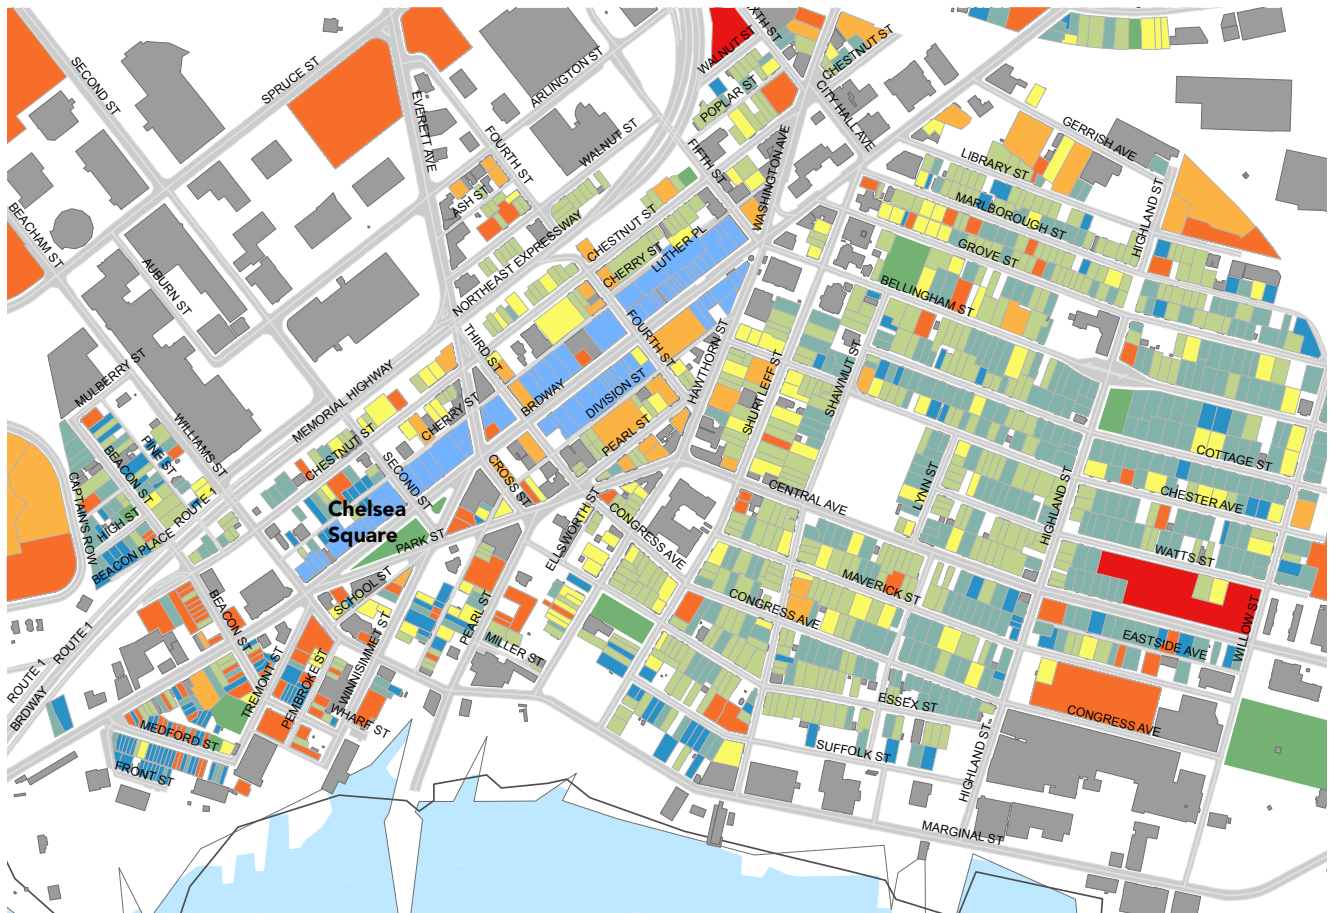 SIXTH ST
WALNUT ST
CHESTNUT ST
SECOND ST
SPRUCE ST
ARLINGTON ST
POPLAR ST
CITY HALL AVE
EVERETT AVE
FOURTH ST
WALNUT ST
FIFTH ST
WASHINGTON AVE
GERRISH AVE
LIBRARY ST
ASH ST
MARLBOROUGH ST
HIGHLAND ST
BEACHAM ST
AUBURN ST
NORTHEAST EXPRESSWAY
CHESTNUT ST
CHERRY ST
LUTHER PL
GROVE ST
BELLINGHAM ST
THIRD ST
FOURTH ST
HAWTHORN ST
SHURTLEFF ST
SHAWMUT ST
MULBERRY ST
MEMORIAL HIGHWAY
BRDWAY
DIVISION ST
WILLIAMS ST
PINE ST
CHESTNUT ST
CHERRY ST
PEARL ST
COTTAGE ST
BEACON ST
SECOND ST
CROSS ST
CAPTAIN'S ROW
HIGH ST
BEACON PLACE
ROUTE 1
Chelsea
Square
PARK ST
ELLSWORTH ST
CONGRESS AVE
CENTRAL AVE
LYNN ST
HIGHLAND ST
CHESTER AVE
WATTS ST
SCHOOL ST
BEACON ST
PEARL ST
CONGRESS AVE
MAVERICK ST
EASTSIDE AVE
WILLOW ST
ROUTE 1
ROUTE 1
BRDWAY
TREMONT ST
PEMBROKE ST
WINNISIMMET ST
MILLER ST
WHARF ST
ESSEX ST
CONGRESS AVE
MEDFORD ST
FRONT ST
SUFFOLK ST
HIGHLAND ST
MARGINAL ST